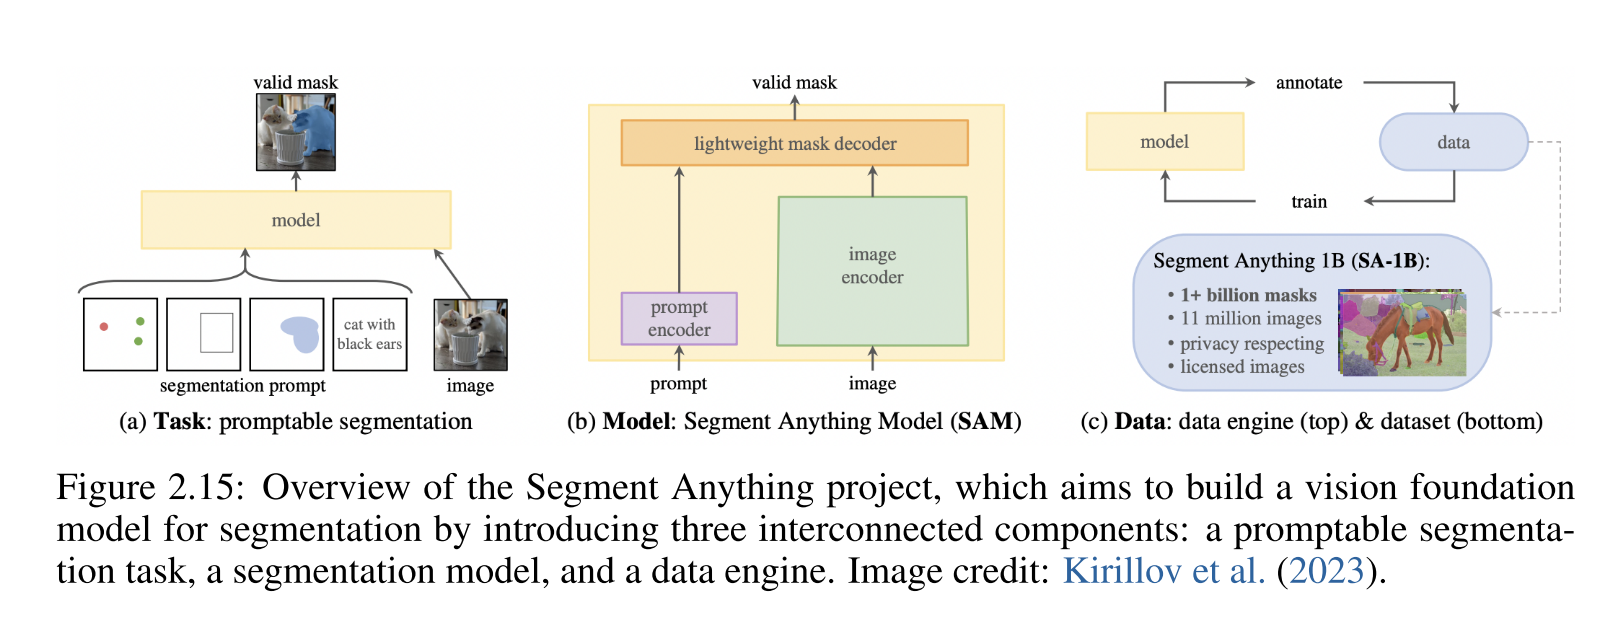 valid mask
model
cat with
black ears
segmentation prompt
image
(a) Task: promptable segmentation
valid mask
lightweight mask decoder
image
encoder
prompt
encoder
prompt
image
(b) Model: Segment Anything Model (SAM)
annotate
model
data
train
Segment Anything 1B (SA-1B):
• 1+ billion masks
• 11 million images
• privacy respecting
• licensed images
(c) Data: data engine (top) & dataset (bottom)
Figure 2.15: Overview of the Segment Anything project, which aims to build a vision foundation
model for segmentation by introducing three interconnected components: a promptable segmenta-
tion task, a segmentation model, and a data engine. Image credit: Kirillov et al. (2023).